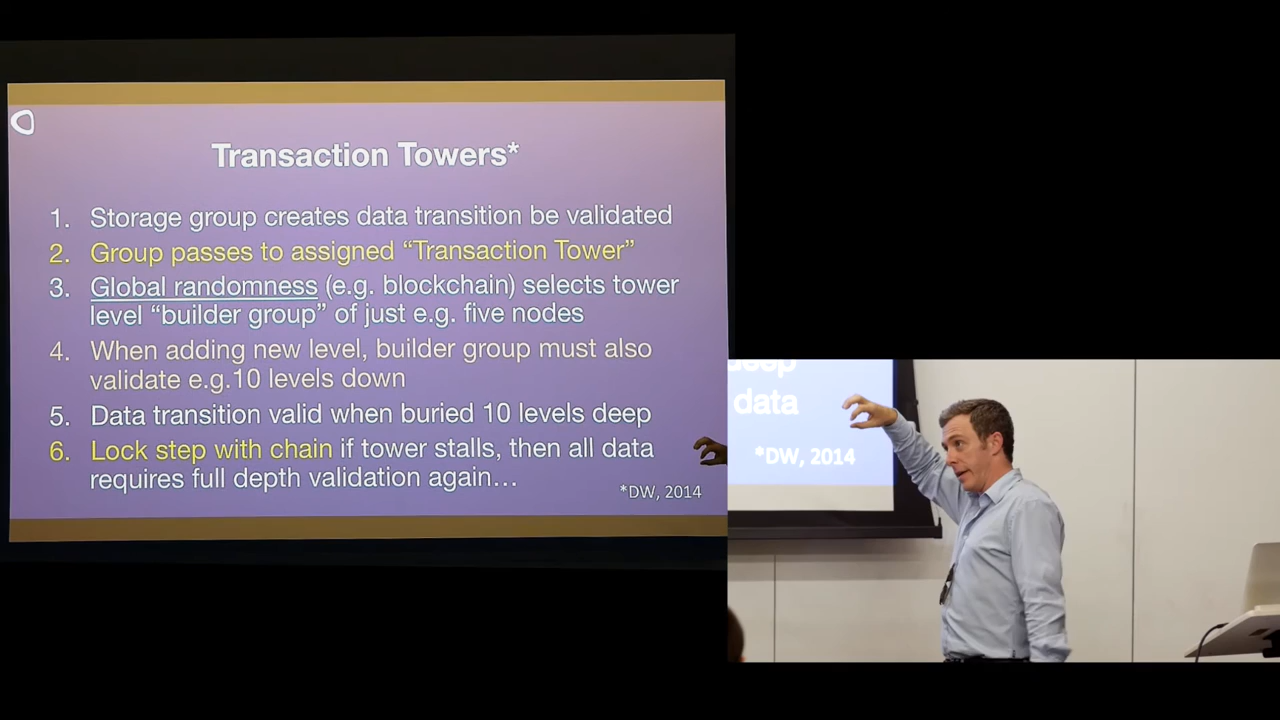 Transaction Towers*
1. Storage group creates data transition be validated
2. Group passes to assigned “Transaction Tower”
3. Global randomness (e.g. blockchain) selects tower
level “builder group” of just e.g. five nodes
4. When adding new level, builder group must also
validate e.g.10 levels down
5. Data transition valid when buried 10 levels deep
6. Lock step with chain if tower stalls, then all data
requires full depth validation again…
*DW, 2014
deep
data
*DW, 2014